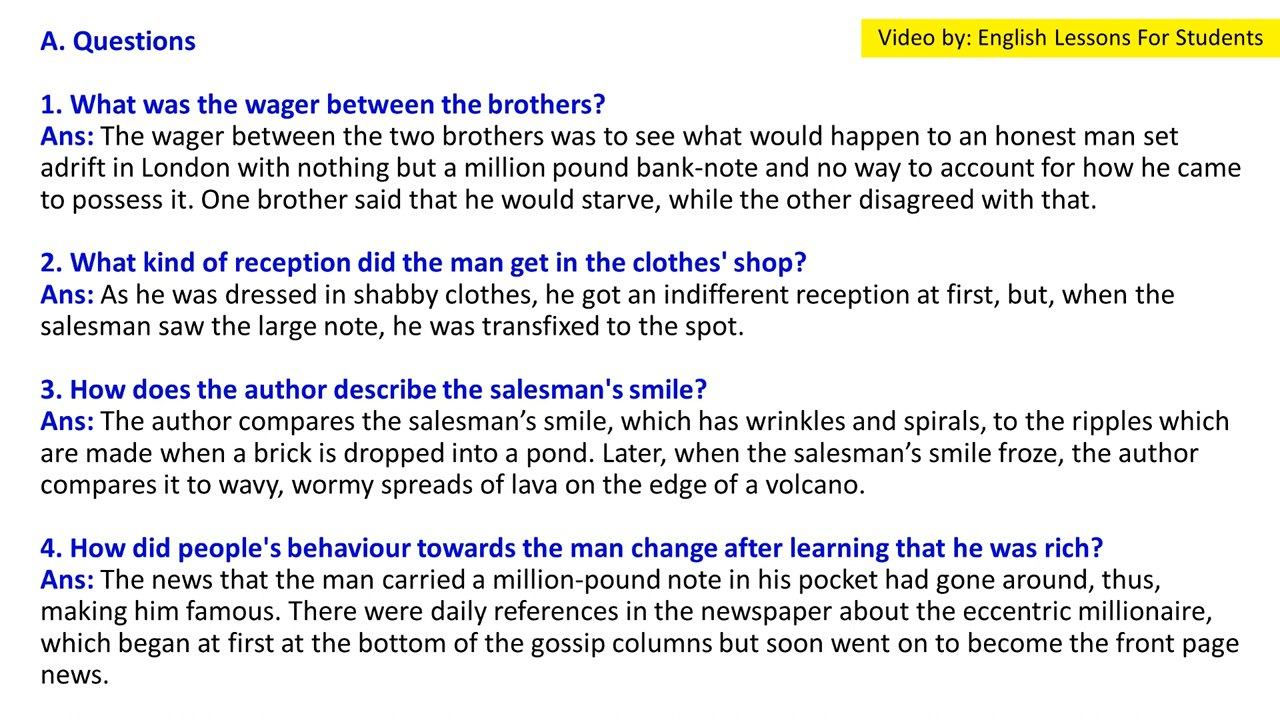 A. Questions
Video by: English Lessons For Students
1. What was the wager between the brothers?
Ans: The wager between the two brothers was to see what would happen to an honest man set
adrift in London with nothing but a million pound bank-note and no way to account for how he came
to possess it. One brother said that he would starve, while the other disagreed with that.
2. What kind of reception did the man get in the clothes' shop?
Ans: As he was dressed in shabby clothes, he got an indifferent reception at first, but, when the
salesman saw the large note, he was transfixed to the spot.
3. How does the author describe the salesman's smile?
Ans: The author compares the salesman’s smile, which has wrinkles and spirals, to the ripples which
are made when a brick is dropped into a pond. Later, when the salesman’s smile froze, the author
compares it to wavy, wormy spreads of lava on the edge of a volcano.
4. How did people's behaviour towards the man change after learning that he was rich?
Ans: The news that the man carried a million-pound note in his pocket had gone around, thus,
making him famous. There were daily references in the newspaper about the eccentric millionaire,
which began at first at the bottom of the gossip columns but soon went on to become the front page
news.